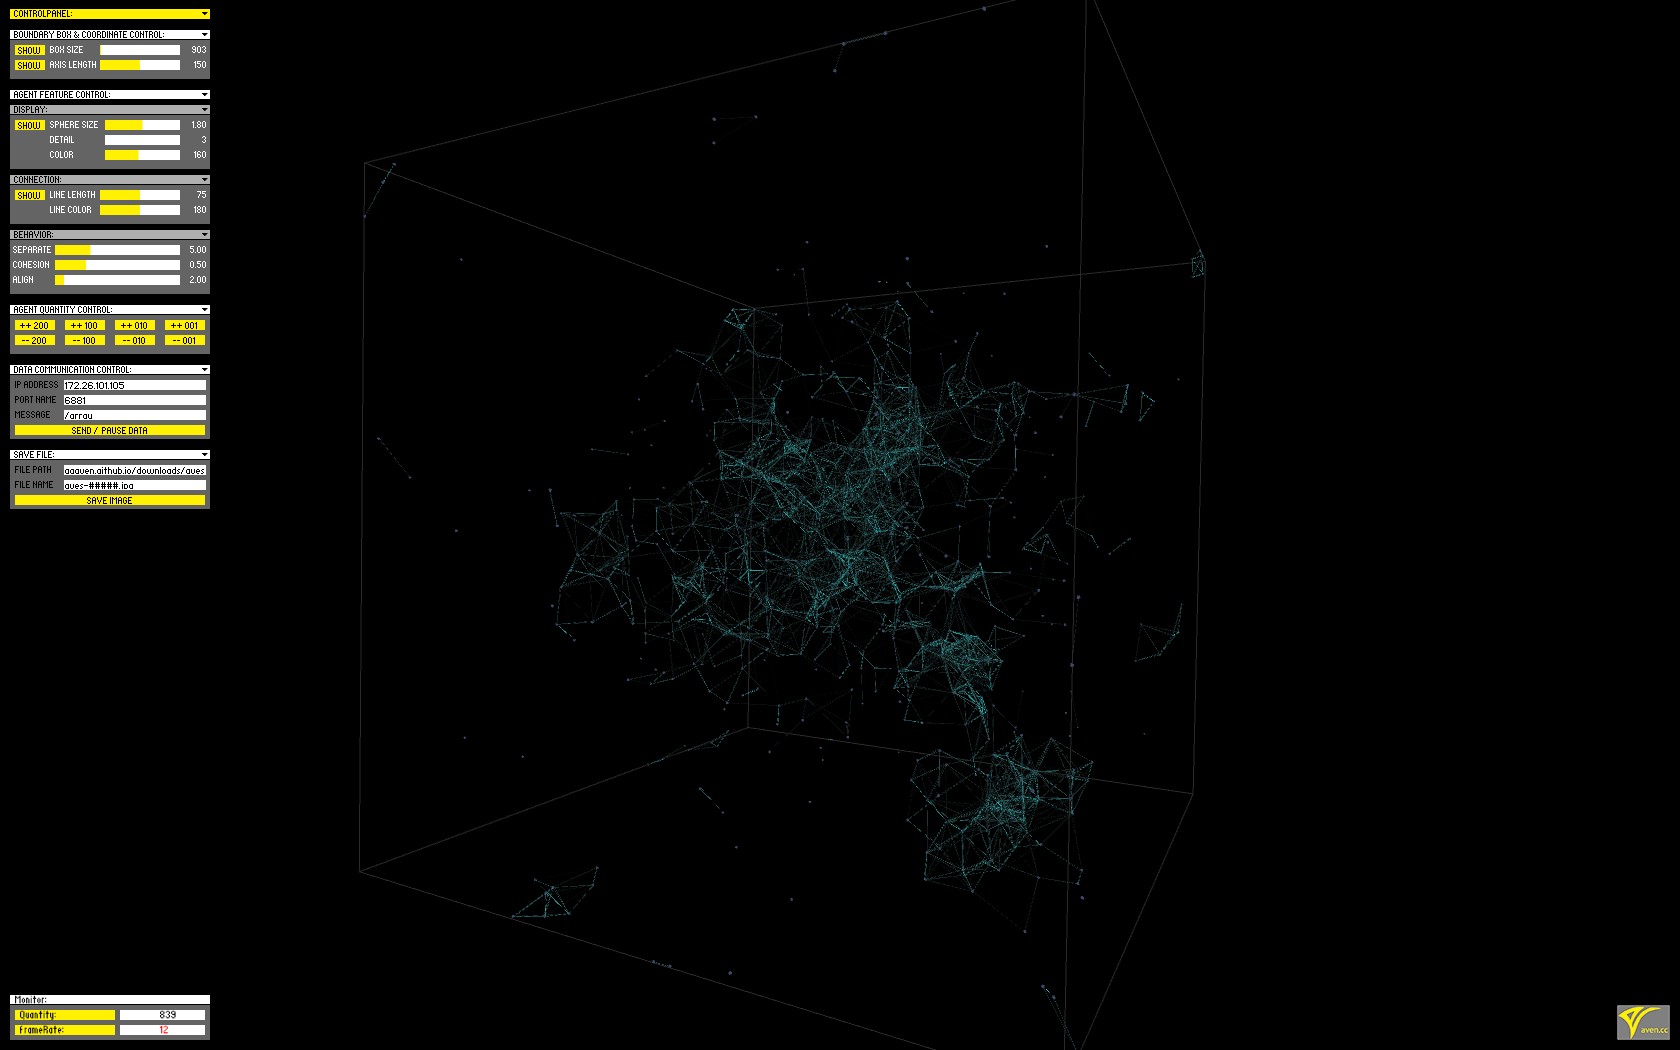 CONTROLPANEL:
BOUNDARY BOX & COORDINATE CONTROL:
SHOW BOX SIZE 903
SHOW AXIS LENGTH 150
AGENT FEATURE CONTROL:
DISPLAY:
SHOW SPHERE SIZE 1.80
DETAIL 3
COLOR 160
CONNECTION:
SHOW LINE LENGTH 75
LINE COLOR 180
BEHAVIOR:
SEPARATE 5.00
COHESION 0.50
ALIGN 2.00
AGENT QUANTITY CONTROL:
++ 200 ++ 100 ++ 010 ++ 001
-- 200 -- 100 -- 010 -- 001
DATA COMMUNICATION CONTROL:
IP ADDRESS 172.26.101.105
PORT NAME 6881
MESSAGE /array
SEND / PAUSE DATA
SAVE FILE:
FILE PATH aaaven.github.io/downloads/aves
FILE NAME aves-#####.jpg
SAVE IMAGE
Monitor:
Quantity: 839
frameRate: 12
aven.cc